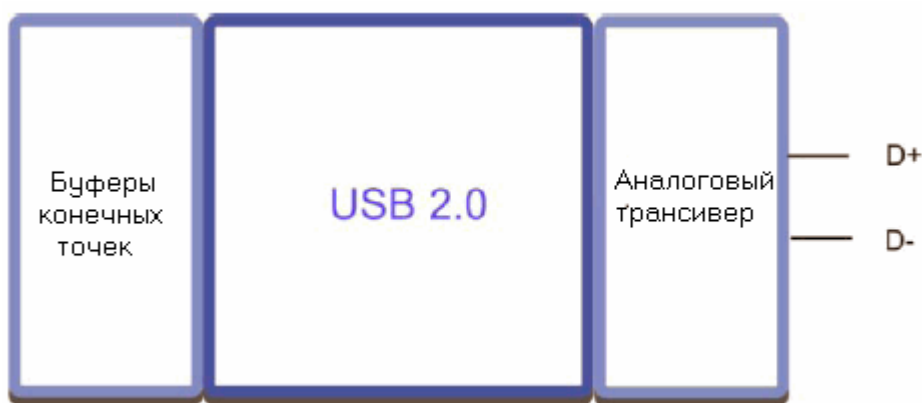 Буферы
конечных
точек
USB 2.0
Аналоговый
трансивер
D+
D-